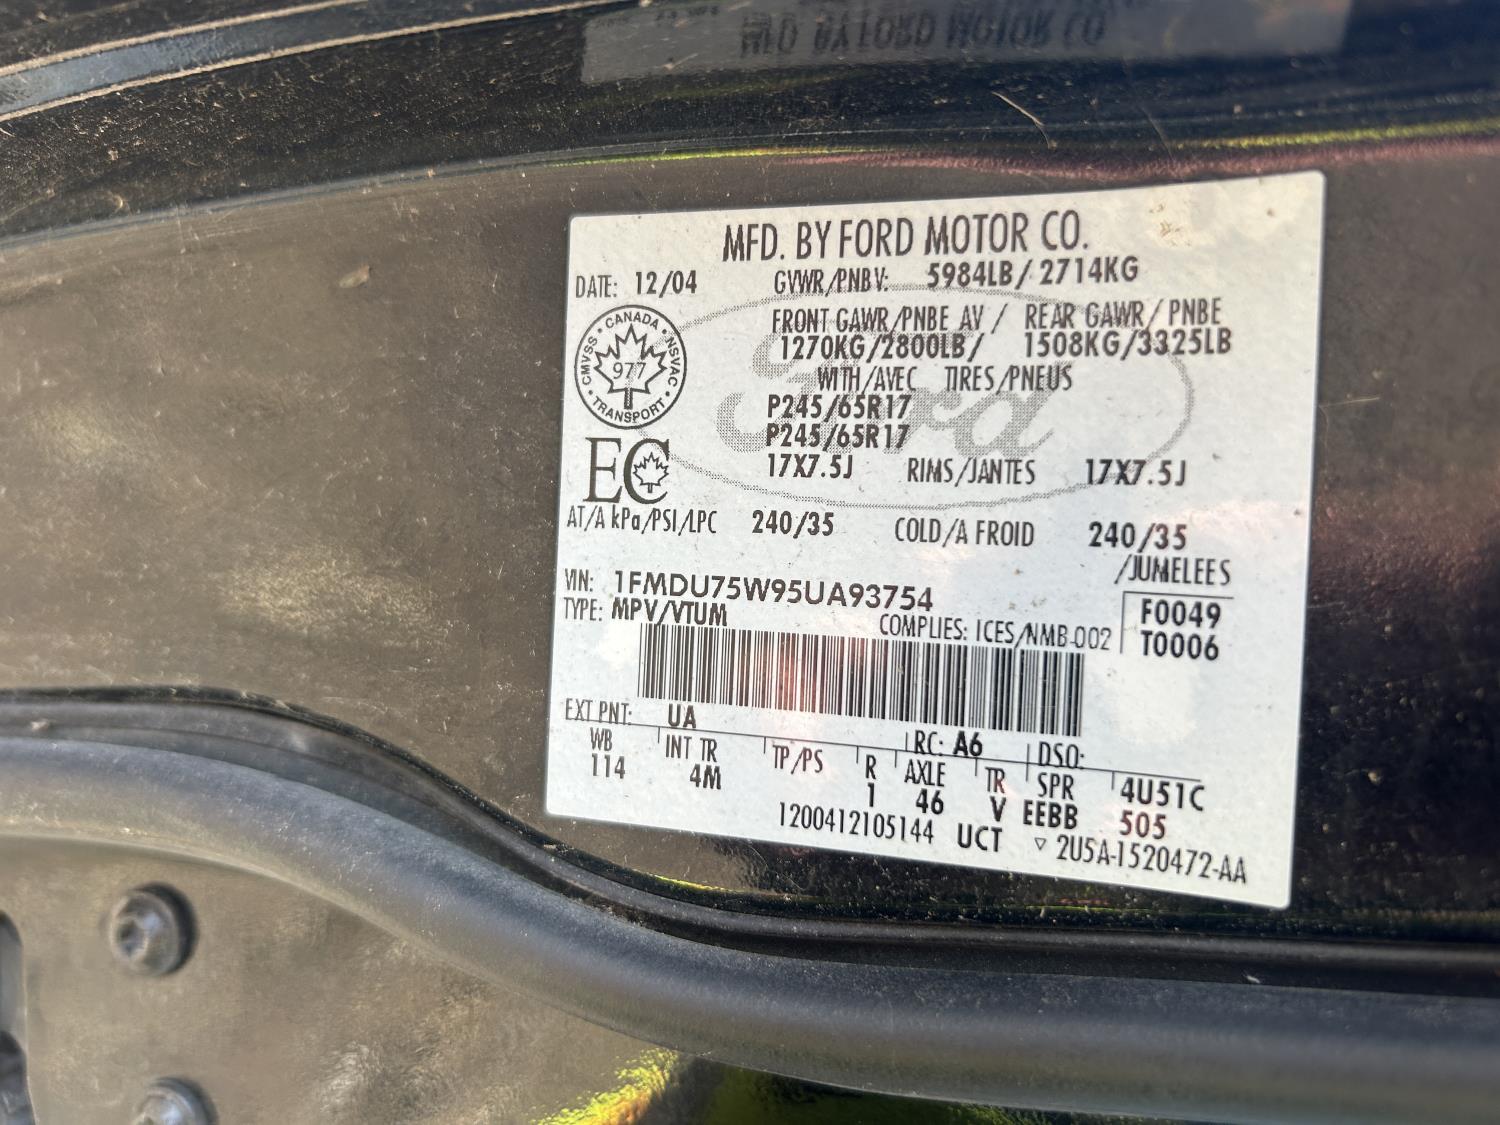 MFD. BY FORD MOTOR CO.
MFD. BY FORD MOTOR CO.
DATE: 12/04 GVWR/PNBV: 5984LB/ 2714KG
FRONT GAWR/PNBE AV / REAR GAWR/PNBE
1270KG/2800LB/ 1508KG/3325LB
WITH/AVEC TIRES/PNEUS
P245/65R17
P245/65R17
17X7.5J RIMS/JANTES 17X7.5J
CANADA
CMVSS NSVAC
977
TRANSPORT
Ford
EC
AT/A kPa/PSI/LPC 240/35 COLD/A FROID 240/35
/JUMELEES
VIN: 1FMDU75W95UA93754
TYPE: MPV/VTUM
COMPLIES: ICES/NMB-002
F0049
T0006
EXT PNT: UA RC: A6 DSO:
WB INT TR TP/PS R AXLE TR SPR 4U51C
114 4M 1 46 V EEBB 505
1200412105144 UCT ▽ 2U5A-1520472-AA